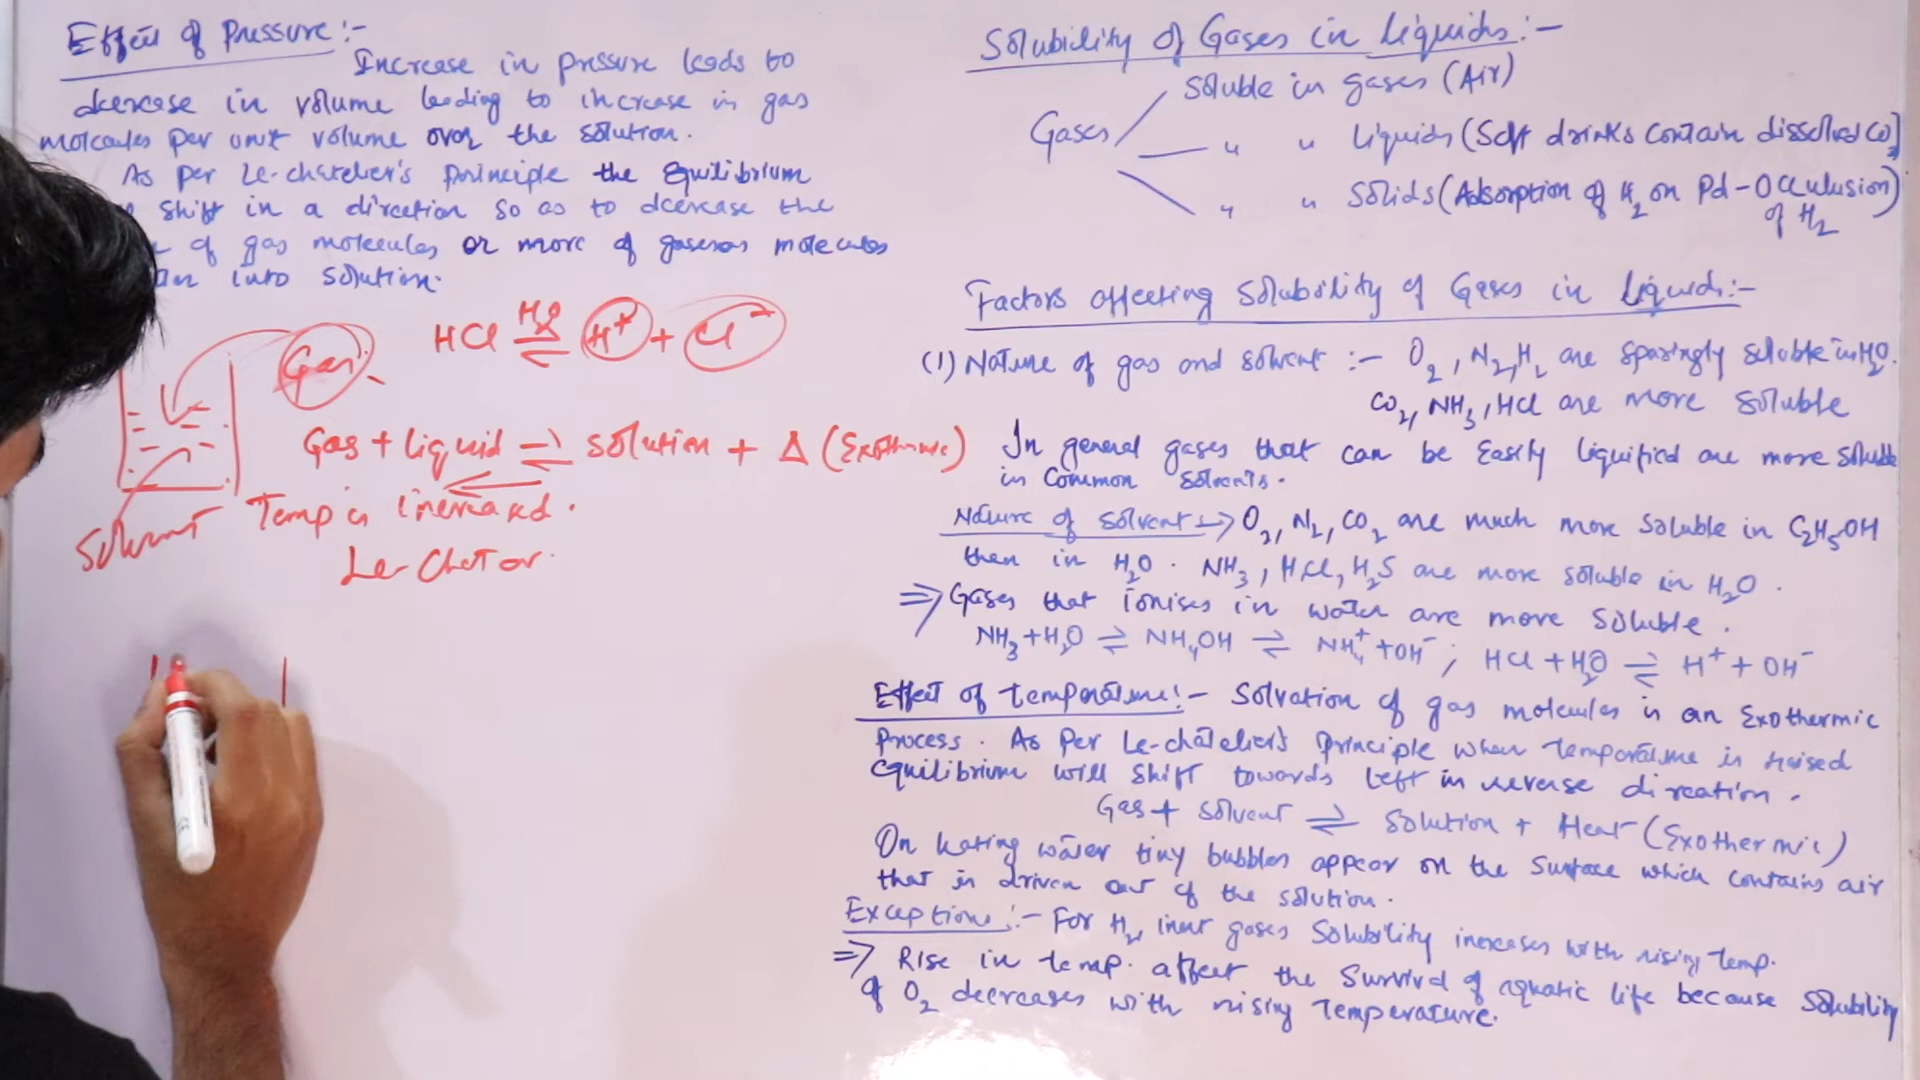 Effect of Pressure :-
Increase in pressure leads to
decrease in volume leading to increase in gas
molcules per unit volume over the solution.
As per Le-chatelier's principle the Equilibrium
shift in a direction so as to decrease the
of gas molecules or more of gaseous molecules
into solution.
HCl ⇌ H⁺ + Cl⁻
H₂O
Gas
Gas + liquid ⇌ solution + Δ (Exothermic)
Solvent
Temp is increased.
Le-Chat
Solubility of Gases in liquids :-
Soluble in gases (Air)
Gases
" " Liquids (Soft drinks contain dissolved CO₂)
" " Solids (Adsorption of H₂ on Pd - Occulusion)
of H₂
Factors affecting Solubility of Gases in liquids :-
(1) Nature of gas and solvent :- O₂, N₂, H₂ are sparingly soluble in H₂O.
CO₂, NH₃, HCl are more soluble
In general gases that can be Easily liquified are more soluble
in Common Solvents.
Nature of solvent → O₂, N₂, CO₂ are much more soluble in C₂H₅OH
then in H₂O. NH₃, HCl, H₂S are more soluble in H₂O.
⇒ Gases that ionises in water are more soluble.
NH₃ + H₂O ⇌ NH₄OH ⇌ NH₄⁺ + OH⁻ ; HCl + H₂O ⇌ H⁺ + OH⁻
Effect of temperature :- Solvation of gas molecules is an Exothermic
Process. As per Le-chatelier's principle when temperature is raised
Equilibrium will shift towards left in reverse direction.
Gas + Solvent ⇌ Solution + Heat (Exothermic)
On heating water tiny bubbles appear on the surface which contains air
that is driven out of the solution.
Exception :- For H₂, inert gases Solubility increases with rising temp.
⇒ Rise in temp. affect the Survival of aquatic life because Solubility
of O₂ decreases with rising Temperature.